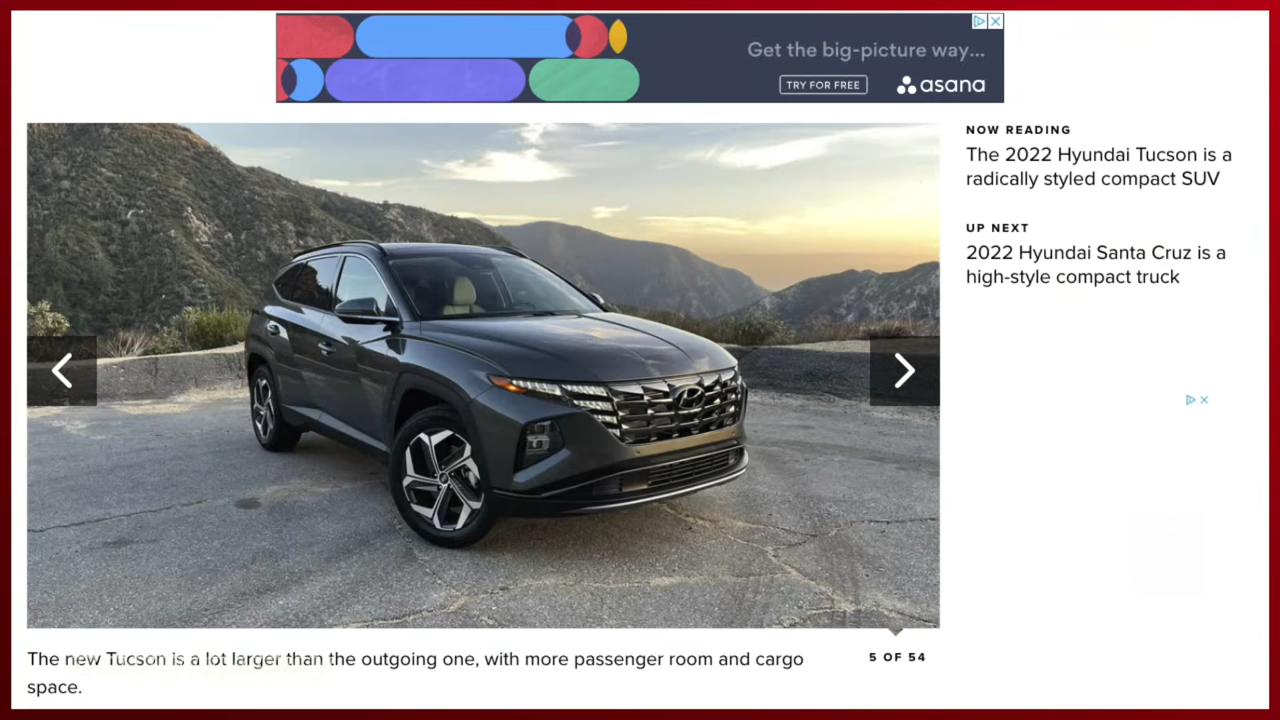 Get the big-picture way...
TRY FOR FREE
asana
NOW READING
The 2022 Hyundai Tucson is a
radically styled compact SUV
UP NEXT
2022 Hyundai Santa Cruz is a
high-style compact truck
The new Tucson is a lot larger than the outgoing one, with more passenger room and cargo
space.
5 OF 54